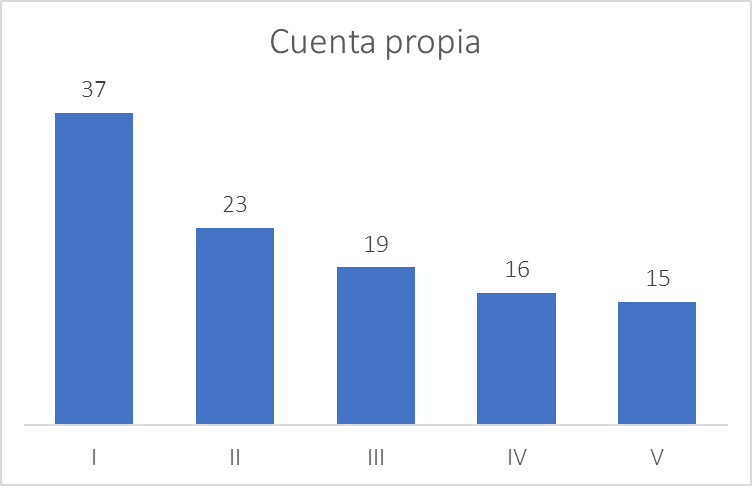 Cuenta propia
37
23
19
16
15
I
II
III
IV
V